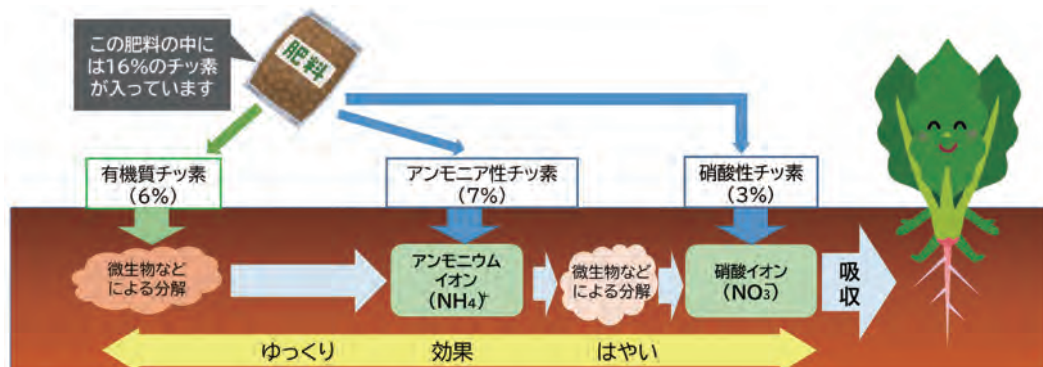 この肥料の中に
は16%のチッ素
が入っています
肥料
有機質チッ素
(6%)
アンモニア性チッ素
(7%)
硝酸性チッ素
(3%)
微生物など
による分解
アンモニウム
イオン
(NH₄)⁺
微生物など
による分解
硝酸イオン
(NO₃⁻)
吸収
ゆっくり 効果 はやい